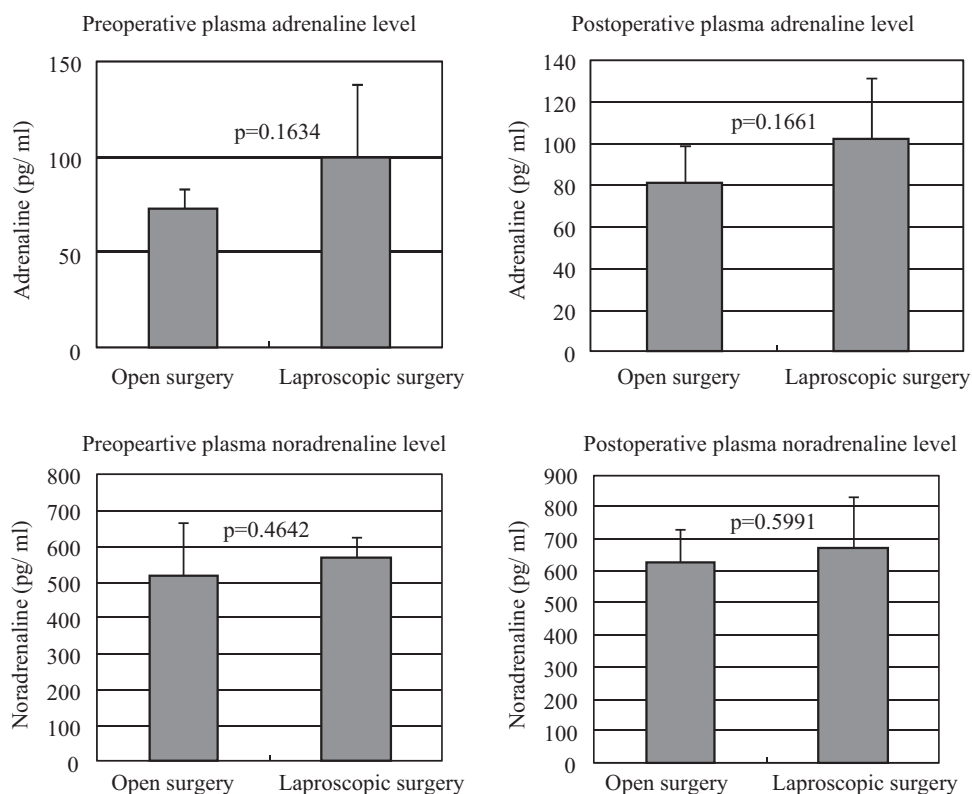 Preoperative plasma adrenaline level
Adrenaline (pg/ ml)
150
100
50
0
p=0.1634
Open surgery
Laproscopic surgery
Postoperative plasma adrenaline level
Adrenaline (pg/ ml)
140
120
100
80
60
40
20
0
p=0.1661
Open surgery
Laproscopic surgery
Preopeartive plasma noradrenaline level
Noradrenaline (pg/ ml)
800
700
600
500
400
300
200
100
0
p=0.4642
Open surgery
Laproscopic surgery
Postoperative plasma noradrenaline level
Noradrenaline (pg/ ml)
900
800
700
600
500
400
300
200
100
0
p=0.5991
Open surgery
Laproscopic surgery